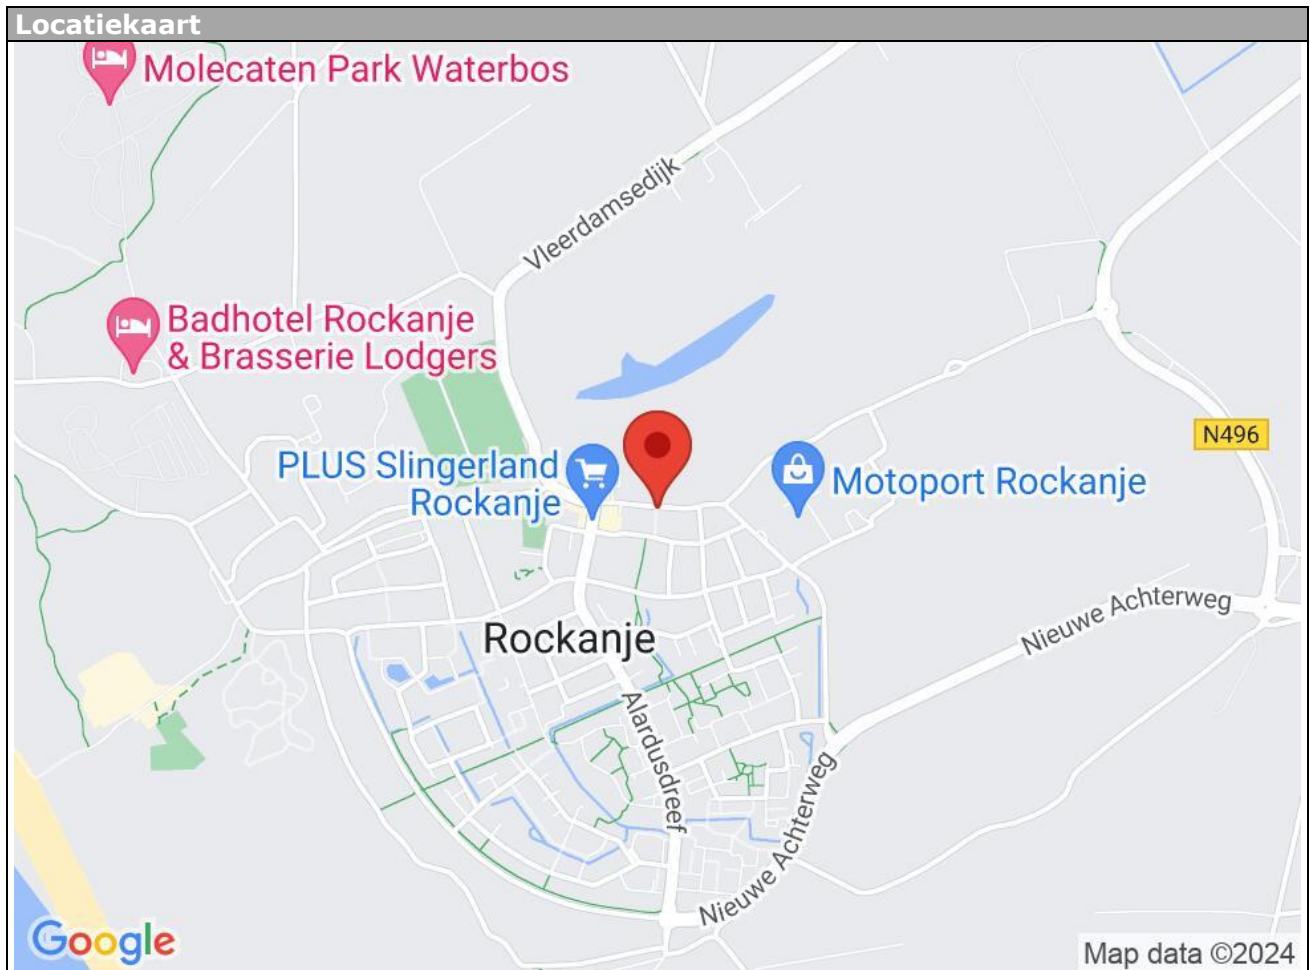 Locatiekaart
Molecaten Park Waterbos
Vleerdamsedijk
Badhotel Rockanje
& Brasserie Lodgers
N496
PLUS Slingerland
Rockanje
Motoport Rockanje
Nieuwe Achterweg
Rockanje
Alardusdreef
Nieuwe Achterweg
Google
Map data ©2024